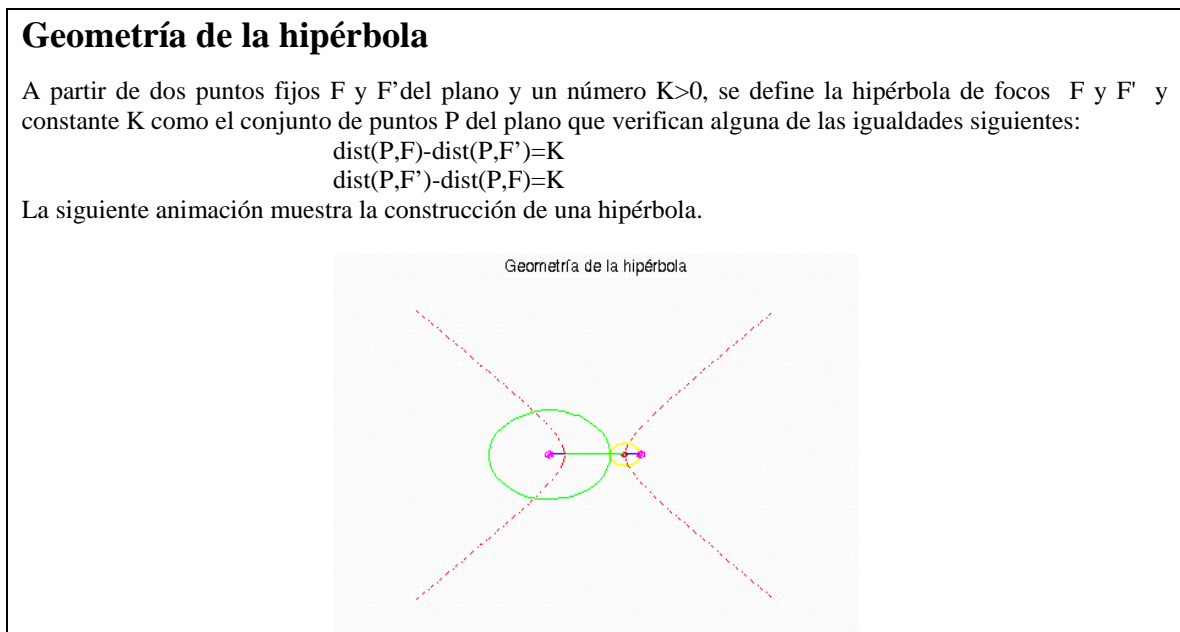 Geometría de la hipérbola
A partir de dos puntos fijos F y F’del plano y un número K>0, se define la hipérbola de focos F y F' y
constante K como el conjunto de puntos P del plano que verifican alguna de las igualdades siguientes:
dist(P,F)-dist(P,F’)=K
dist(P,F’)-dist(P,F)=K
La siguiente animación muestra la construcción de una hipérbola.
Geometría de la hipérbola